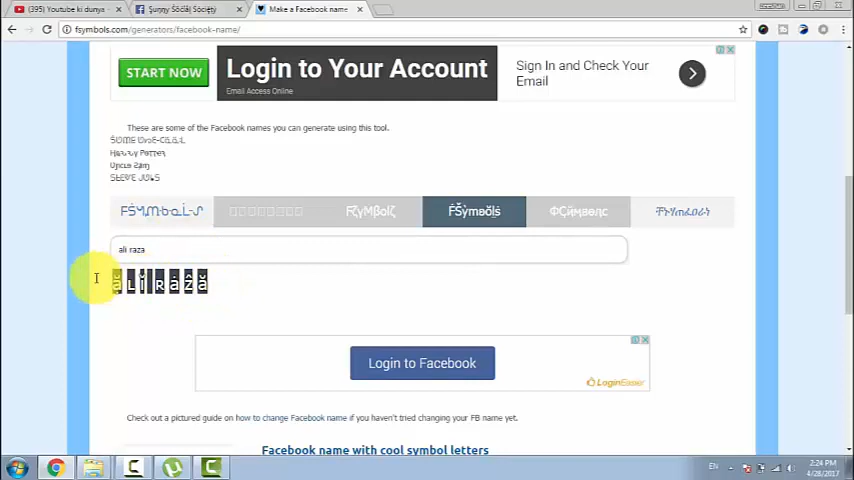 (395) Youtube ki dunya -
Şuɳɳy Söċīâ| Sòciệţÿ
Make a Facebook name
fsymbols.com/generators/facebook-name/
START NOW
Login to Your Account
Email Access Online
Sign In and Check Your
Email
These are some of the Facebook names you can generate using this tool.
ali raza
Login to Facebook
LoginEasier
Check out a pictured guide on how to change Facebook name if you haven't tried changing your FB name yet.
Facebook name with cool symbol letters
EN
2:24 PM
4/28/2017